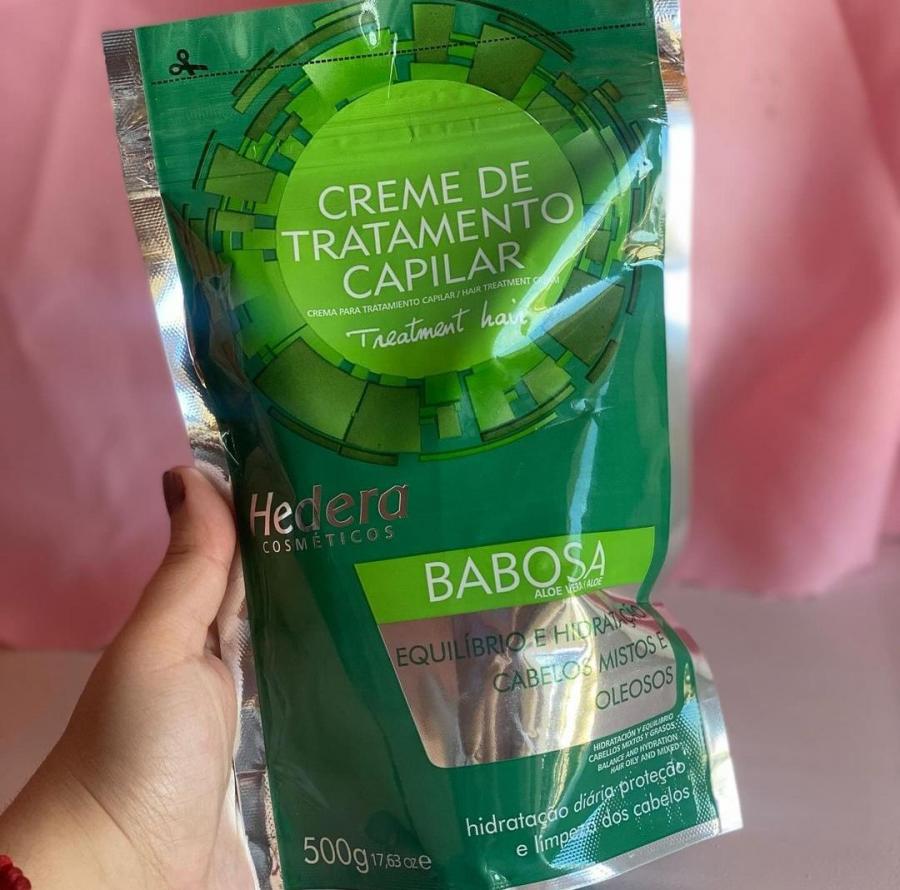 CREME DE
TRATAMENTO
CAPILAR
CREMA PARA TRATAMIENTO CAPILAR / HAIR TREATMENT CREAM
Treatment hair
Hedera
COSMÉTICOS
BABOSA
ALOE VERA / ALOE
EQUILÍBRIO E HIDRATAÇÃO
CABELOS MISTOS E
OLEOSOS
HIDRATACIÓN Y EQUILIBRIO
CABELLOS MIXTOS Y GRASOS
BALANCE AND HYDRATION
HAIR OILY AND MIXED
hidratação diária proteção
e limpeza dos cabelos
500g 17,63 oz e